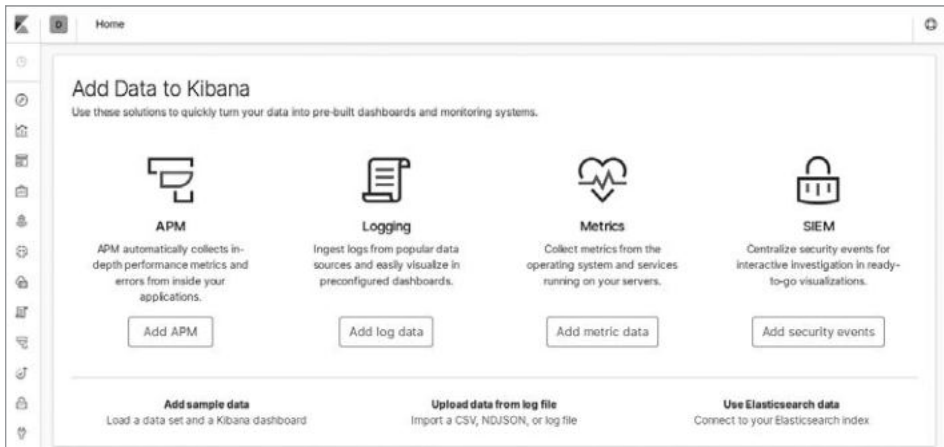 D Home
Add Data to Kibana
Use these solutions to quickly turn your data into pre-built dashboards and monitoring systems.
APM
APM automatically collects in-
depth performance metrics and
errors from inside your
applications.
Add APM
Logging
Ingest logs from popular data
sources and easily visualize in
preconfigured dashboards.
Add log data
Metrics
Collect metrics from the
operating system and services
running on your servers.
Add metric data
SIEM
Centralize security events for
interactive investigation in ready-
to-go visualizations.
Add security events
Add sample data
Load a data set and a Kibana dashboard
Upload data from log file
Import a CSV, NDJSON, or log file
Use Elasticsearch data
Connect to your Elasticsearch index